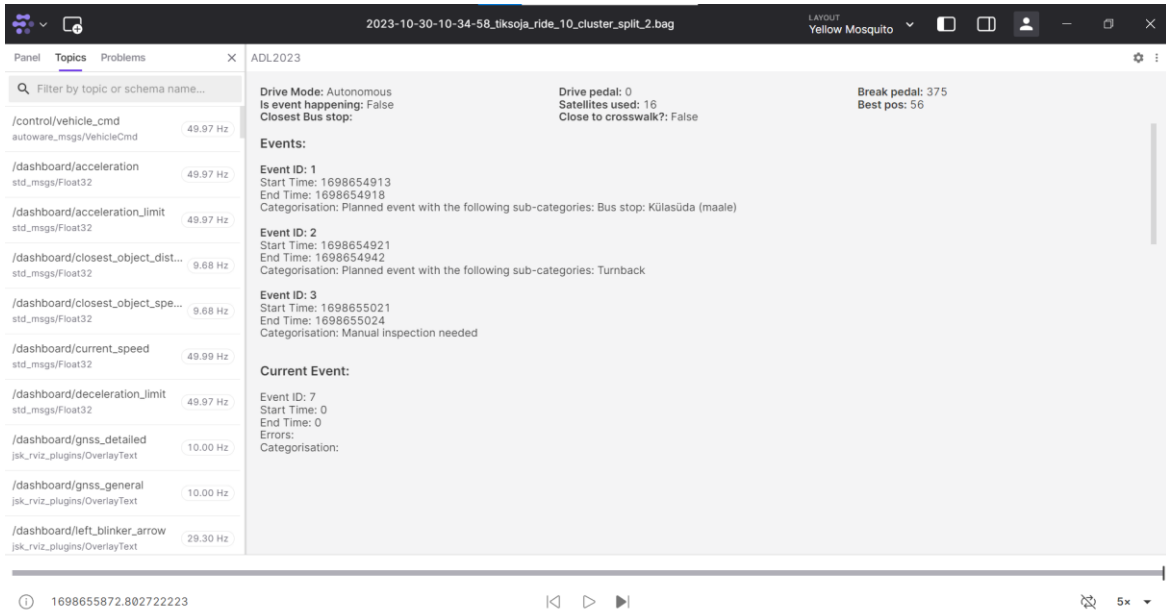 2023-10-30-10-34-58_tiksoja_ride_10_cluster_split_2.bag
LAYOUT
Yellow Mosquito
Panel Topics Problems
ADL2023
Filter by topic or schema name...
/control/vehicle_cmd
autoware_msgs/VehicleCmd
49.97 Hz
/dashboard/acceleration
std_msgs/Float32
49.97 Hz
/dashboard/acceleration_limit
std_msgs/Float32
49.97 Hz
/dashboard/closest_object_dist...
std_msgs/Float32
9.68 Hz
/dashboard/closest_object_spe...
std_msgs/Float32
9.68 Hz
/dashboard/current_speed
std_msgs/Float32
49.99 Hz
/dashboard/deceleration_limit
std_msgs/Float32
49.97 Hz
/dashboard/gnss_detailed
jsk_rviz_plugins/OverlayText
10.00 Hz
/dashboard/gnss_general
jsk_rviz_plugins/OverlayText
10.00 Hz
/dashboard/left_blinker_arrow
jsk_rviz_plugins/OverlayText
29.30 Hz
Drive Mode: Autonomous
Is event happening: False
Closest Bus stop:
Drive pedal: 0
Satellites used: 16
Close to crosswalk?: False
Break pedal: 375
Best pos: 56
Events:
Event ID: 1
Start Time: 1698654913
End Time: 1698654918
Categorisation: Planned event with the following sub-categories: Bus stop: Külasüda (maale)
Event ID: 2
Start Time: 1698654921
End Time: 1698654942
Categorisation: Planned event with the following sub-categories: Turnback
Event ID: 3
Start Time: 1698655021
End Time: 1698655024
Categorisation: Manual inspection needed
Current Event:
Event ID: 7
Start Time: 0
End Time: 0
Errors:
Categorisation:
1698655872.802722223
5×